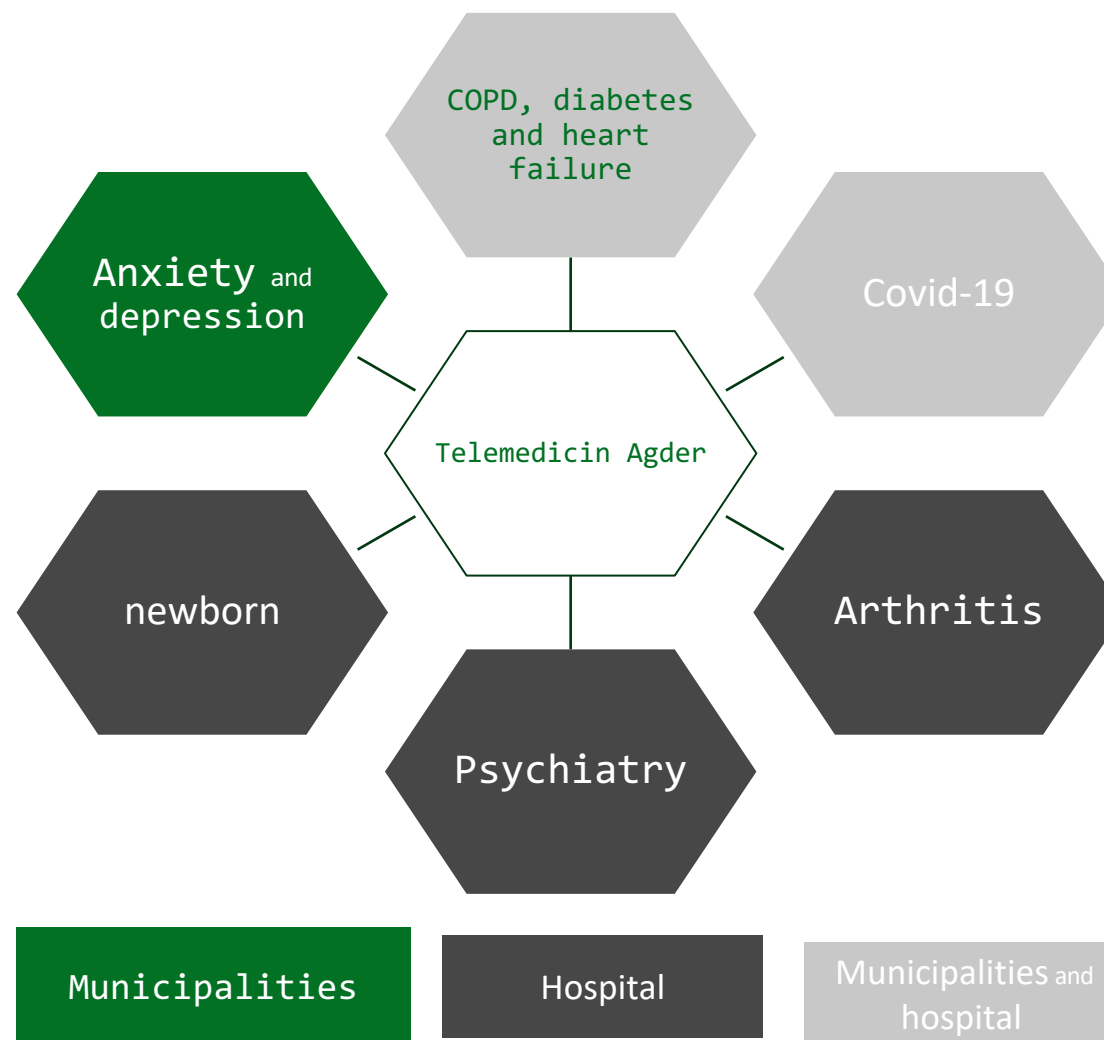 COPD, diabetes
and heart
failure
Anxiety and
depression
Covid-19
Telemedicin Agder
newborn
Arthritis
Psychiatry
Municipalities
Hospital
Municipalities and
hospital